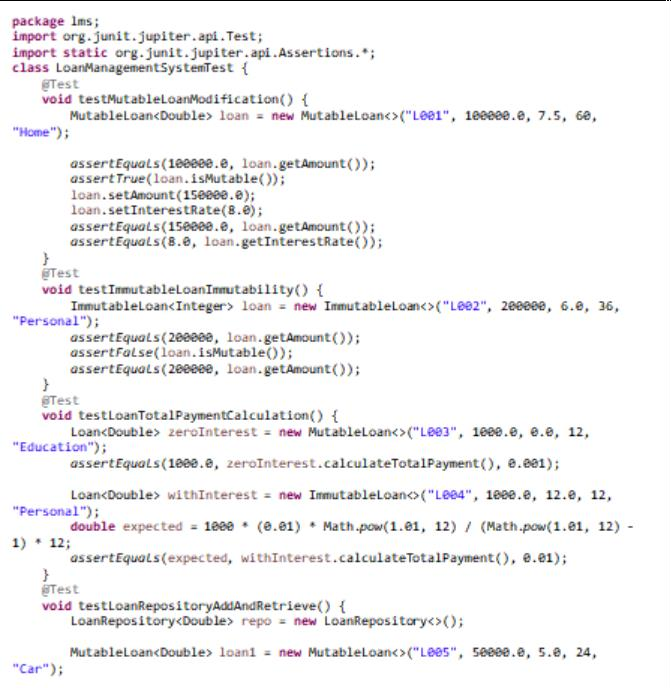 package lms;
import org.junit.jupiter.api.Test;
import static org.junit.jupiter.api.Assertions.*;
class LoanManagementSystemTest {
    @Test
    void testMutableLoanModification() {
        MutableLoan<Double> loan = new MutableLoan<>("L001", 100000.0, 7.5, 60,
"Home");
        assertEquals(100000.0, loan.getAmount());
        assertTrue(loan.isMutable());
        loan.setAmount(150000.0);
        loan.setInterestRate(8.0);
        assertEquals(150000.0, loan.getAmount());
        assertEquals(8.0, loan.getInterestRate());
    }
    @Test
    void testImmutableLoanImmutability() {
        ImmutableLoan<Integer> loan = new ImmutableLoan<>("L002", 200000, 6.0, 36,
"Personal");
        assertEquals(200000, loan.getAmount());
        assertFalse(loan.isMutable());
        assertEquals(200000, loan.getAmount());
    }
    @Test
    void testLoanTotalPaymentCalculation() {
        Loan<Double> zeroInterest = new MutableLoan<>("L003", 1000.0, 0.0, 12,
"Education");
        assertEquals(1000.0, zeroInterest.calculateTotalPayment(), 0.001);
        Loan<Double> withInterest = new ImmutableLoan<>("L004", 1000.0, 12.0, 12,
"Personal");
        double expected = 1000 * (0.01) * Math.pow(1.01, 12) / (Math.pow(1.01, 12) -
1) * 12;
        assertEquals(expected, withInterest.calculateTotalPayment(), 0.01);
    }
    @Test
    void testLoanRepositoryAddAndRetrieve() {
        LoanRepository<Double> repo = new LoanRepository<>();
        MutableLoan<Double> loan1 = new MutableLoan<>("L005", 50000.0, 5.0, 24,
"Car");